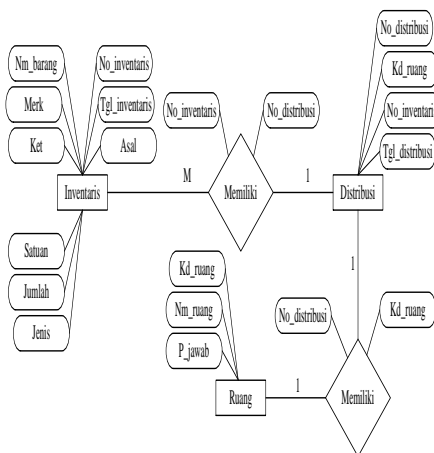 No_distribusi
Nm_barang
No_inventaris
Kd_ruang
Merk
Tgl_inventaris
No_inventaris
No_distribusi
No_inventari
Ket
Asal
Tgl_distribusi
M
1
Inventaris
Memiliki
Distribusi
Satuan
Kd_ruang
1
Jumlah
Nm_ruang
No_distribusi
Kd_ruang
Jenis
P_jawab
Ruang
1
Memiliki